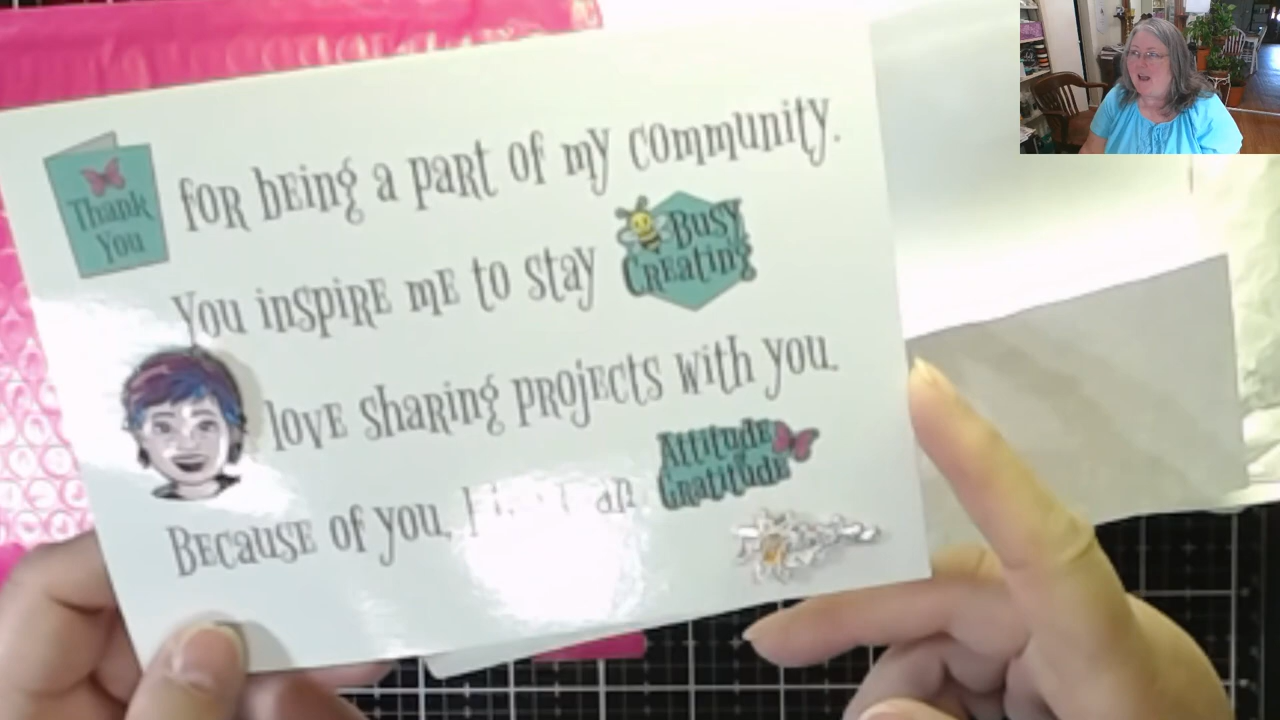 Thank You for being a part of my community.
You inspire me to stay Busy Creating
love sharing projects with you.
Because of you, an Attitude Gratitude